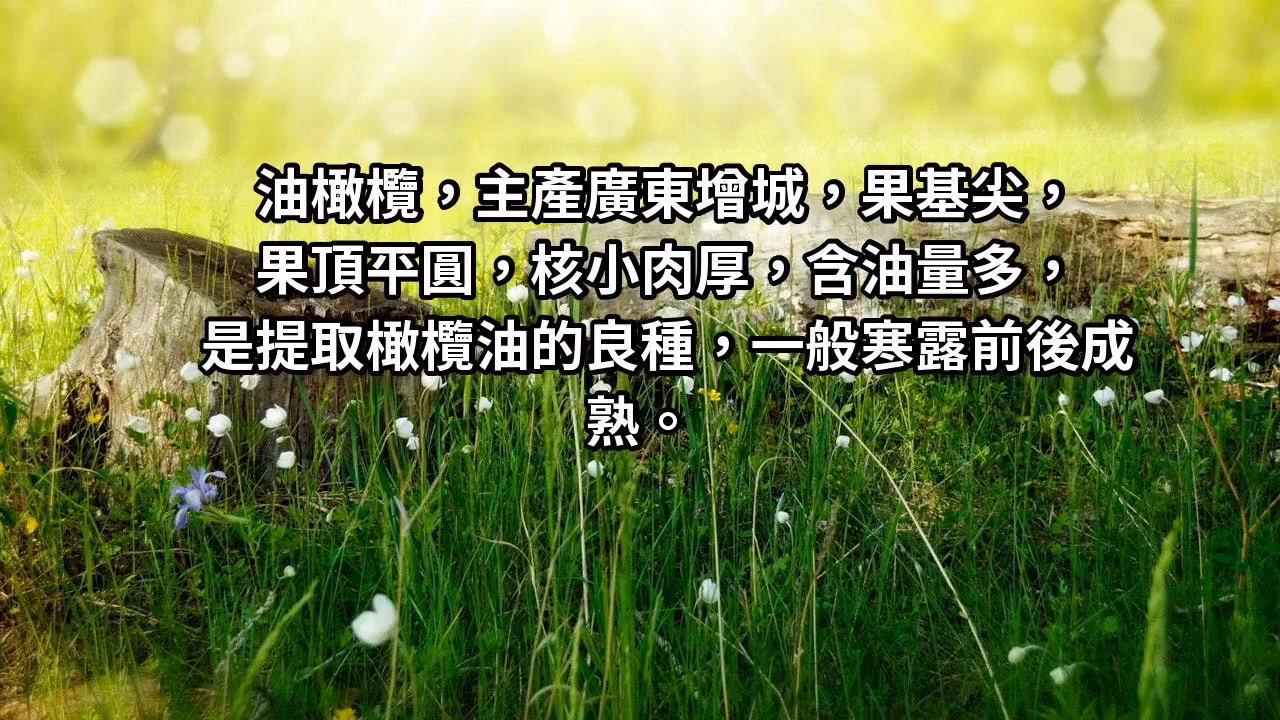 油橄欖，主產廣東增城，果基尖，
果頂平圓，核小肉厚，含油量多，
是提取橄欖油的良種，一般寒露前後成
熟。